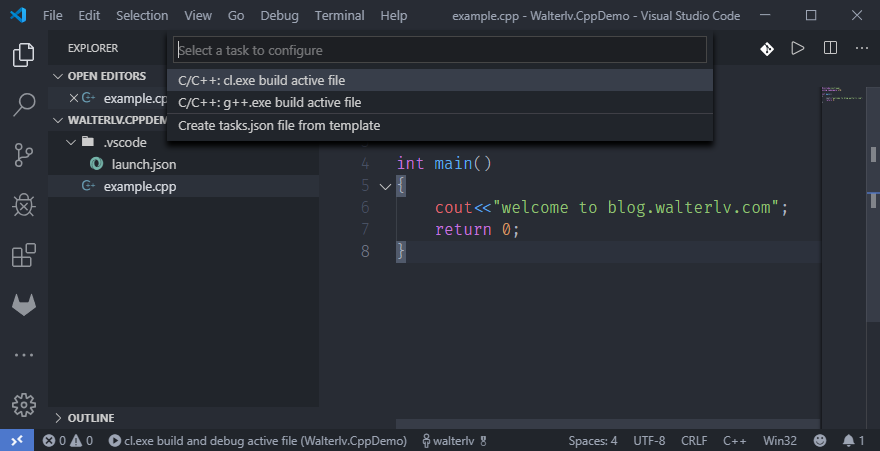 File Edit Selection View Go Debug Terminal Help example.cpp - Walterlv.CppDemo - Visual Studio Code
EXPLORER
Select a task to configure
OPEN EDITORS
C/C++: cl.exe build active file
example.cp
C/C++: g++.exe build active file
WALTERLV.CPPDEM
Create tasks.json file from template
.vscode
launch.json
example.cpp
4 int main()
5 {
6 cout<<"welcome to blog.walterlv.com";
7 return 0;
8 }
OUTLINE
0 0 cl.exe build and debug active file (Walterlv.CppDemo) walterlv Spaces: 4 UTF-8 CRLF C++ Win32 1